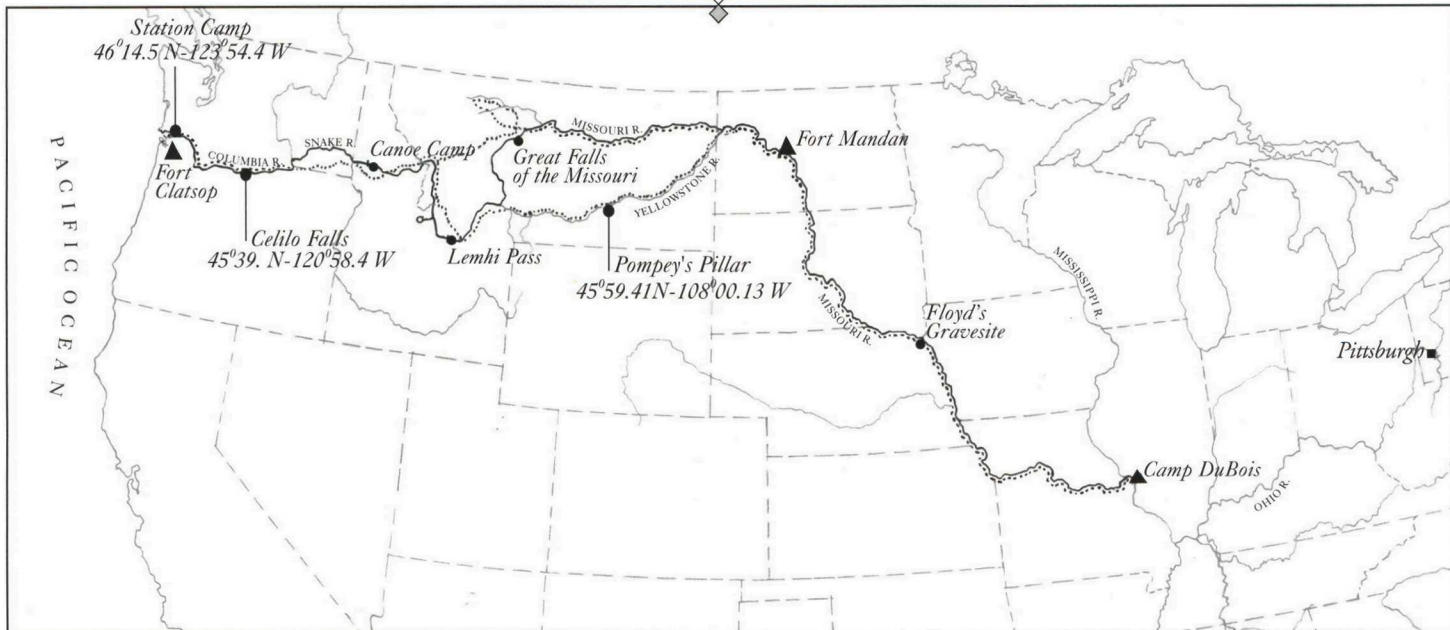 Station Camp
46°14.5 N-123°54.4 W
PACIFIC OCEAN
Fort
Clatsop
COLUMBIA R.
SNAKE R.
Canoe Camp
Celilo Falls
45°39. N-120°58.4 W
Lemhi Pass
Great Falls
of the Missouri
MISSOURI R.
YELLOWSTONE R.
Pompey's Pillar
45°59.41N-108°00.13 W
Fort Mandan
MISSOURI R.
Floyd's
Gravesite
MISSISSIPPI R.
Pittsburgh
Camp DuBois
OHIO R.